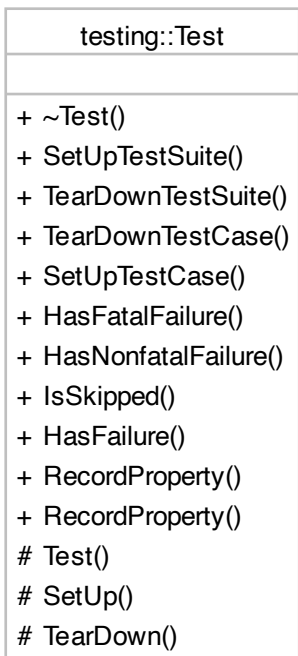 testing::Test
+ ~Test()
+ SetUpTestSuite()
+ TearDownTestSuite()
+ TearDownTestCase()
+ SetUpTestCase()
+ HasFatalFailure()
+ HasNonfatalFailure()
+ IsSkipped()
+ HasFailure()
+ RecordProperty()
+ RecordProperty()
# Test()
# SetUp()
# TearDown()